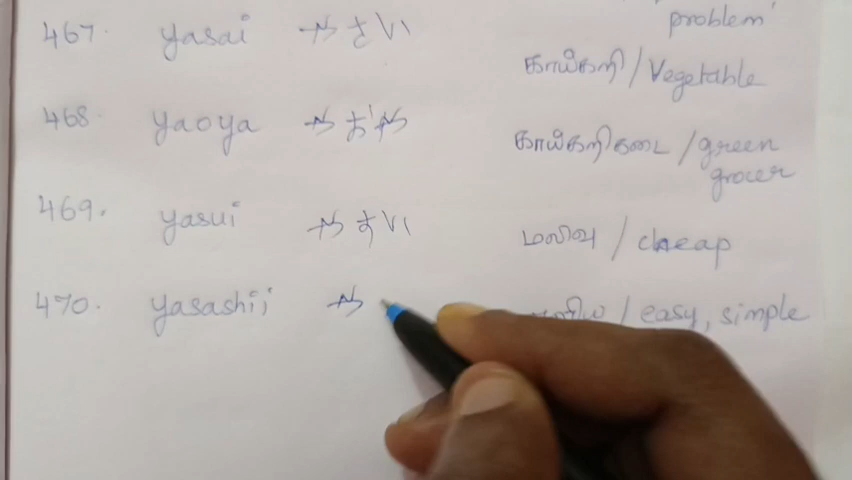 problem'
467. yasai やさい காய்கறி / Vegetable
468. yaoya やおや காய்கறிகடை / green
grocer
469. yasui やすい மலிவு / cheap
470. yasashii や / easy, simple